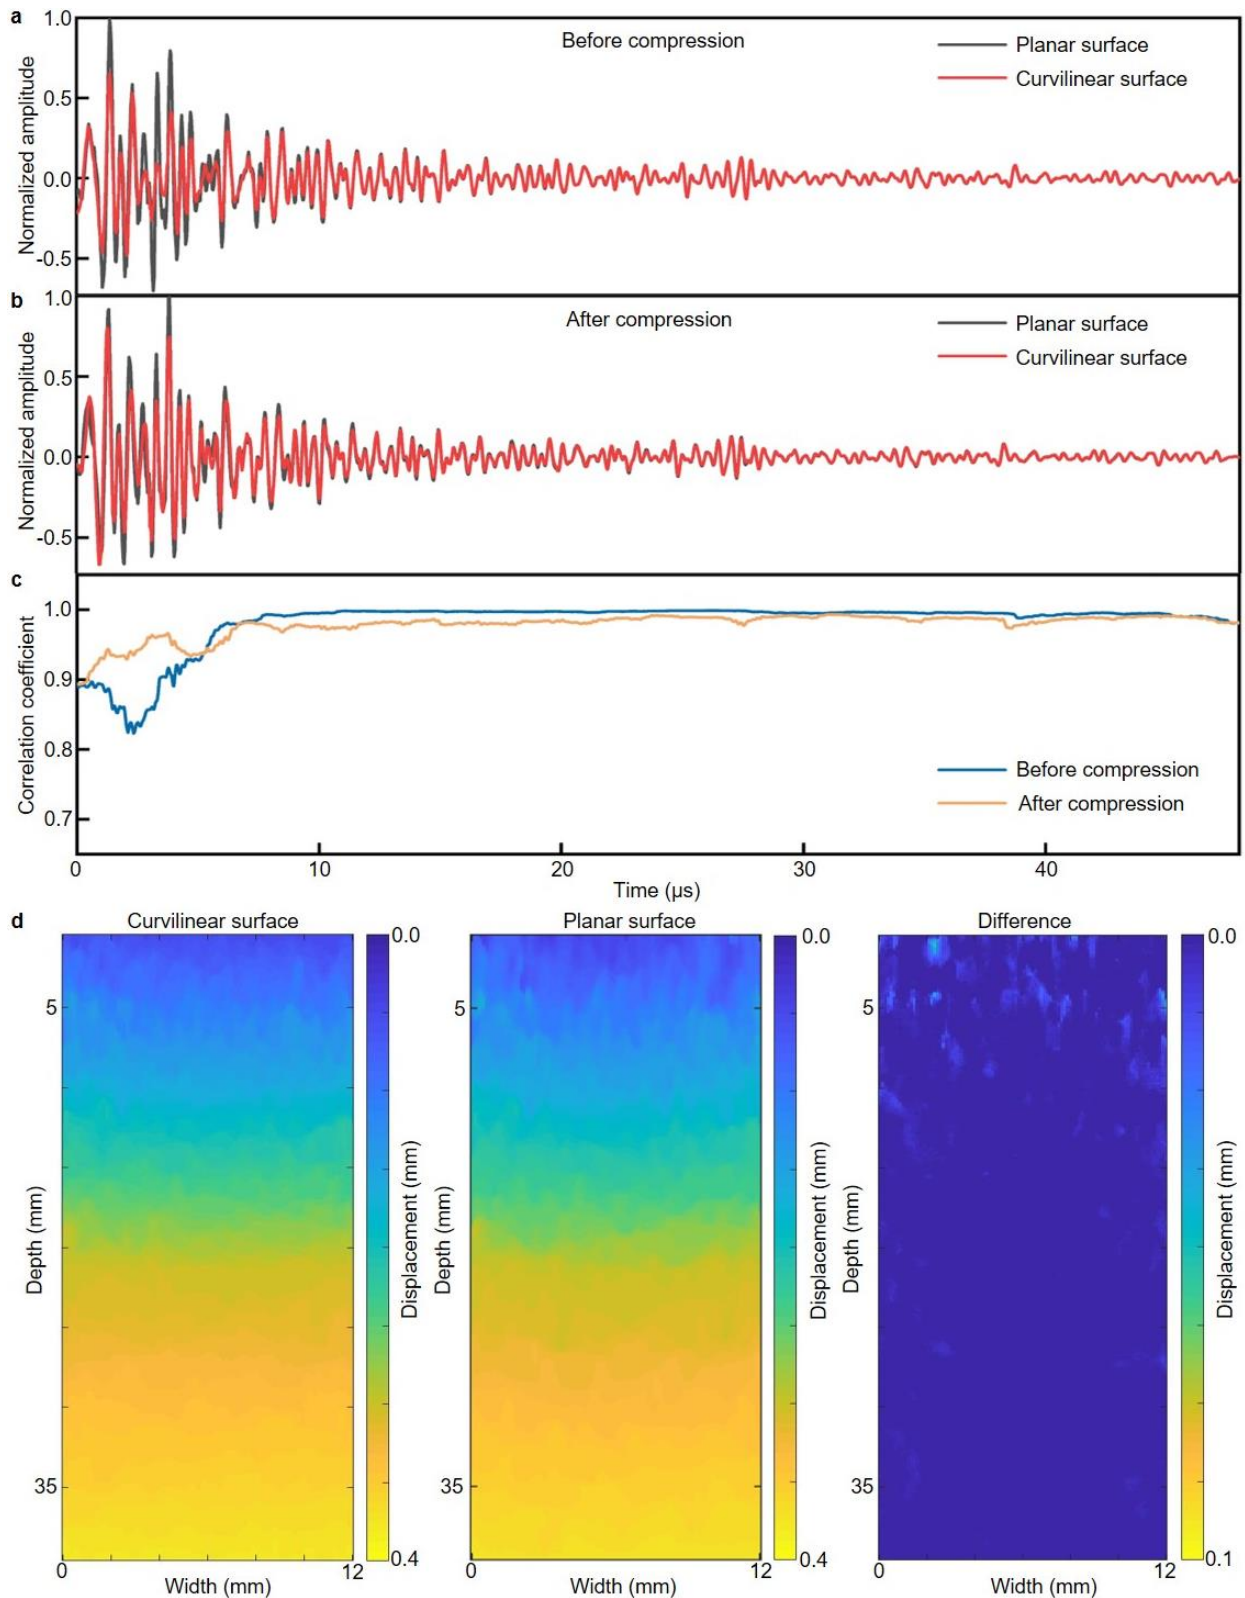 a
Before compression
Planar surface
Curvilinear surface
Normalized amplitude
1.0
0.5
0.0
-0.5
b
After compression
Planar surface
Curvilinear surface
Normalized amplitude
1.0
0.5
0.0
-0.5
c
Correlation coefficient
1.0
0.9
0.8
0.7
Before compression
After compression
0 10 20 30 40
Time (µs)
d
Curvilinear surface
Depth (mm)
5
35
0 12
Width (mm)
0.0
0.4
Displacement (mm)
Planar surface
Depth (mm)
5
35
0 12
Width (mm)
0.0
0.4
Displacement (mm)
Difference
Depth (mm)
5
35
0 12
Width (mm)
0.0
0.1
Displacement (mm)